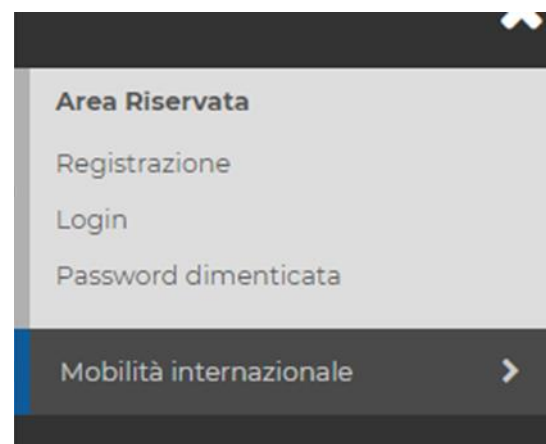 Area Riservata
Registrazione
Login
Password dimenticata
Mobilità internazionale